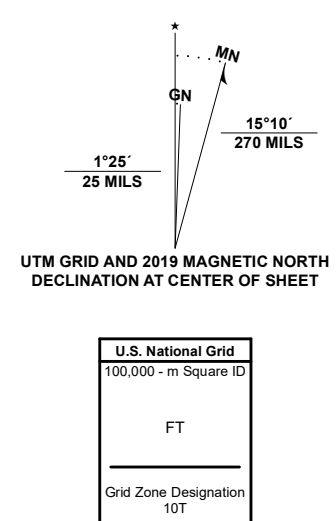 ★
MN
GN
15°10´
270 MILS
1°25´
25 MILS
UTM GRID AND 2019 MAGNETIC NORTH
DECLINATION AT CENTER OF SHEET
U.S. National Grid
100,000 - m Square ID
FT
Grid Zone Designation
10T